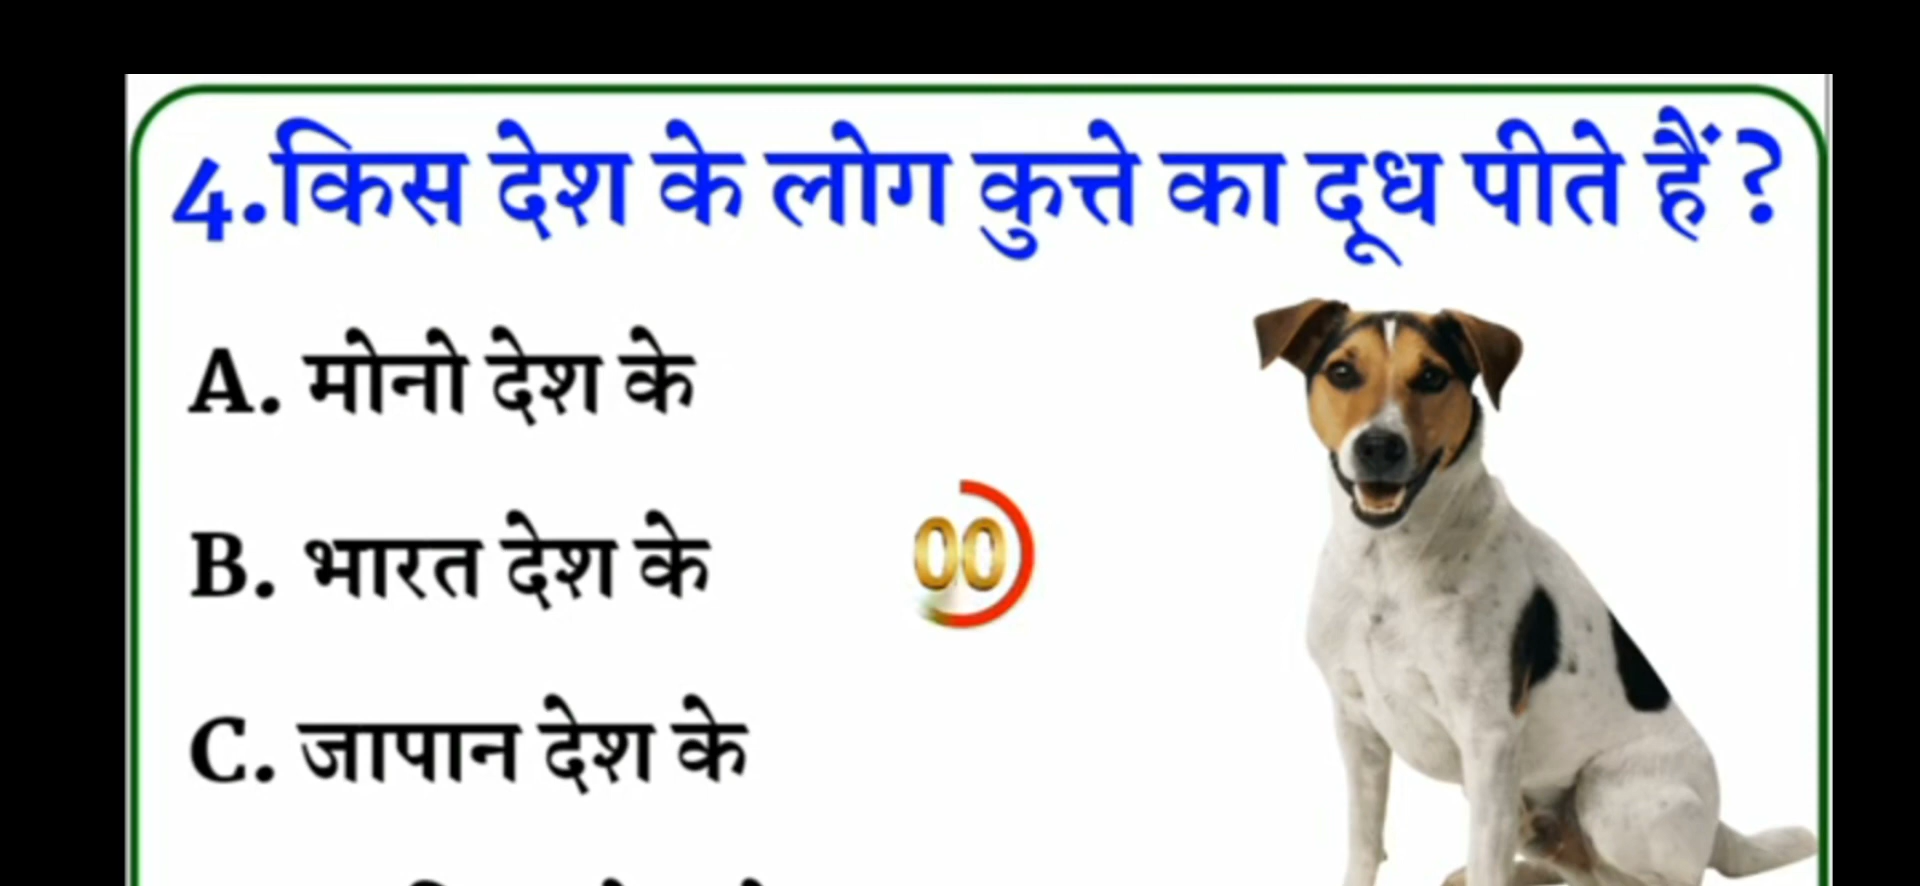 4.किस देश के लोग कुत्ते का दूध पीते हैं ?
A. मोनो देश के
B. भारत देश के
00
C. जापान देश के